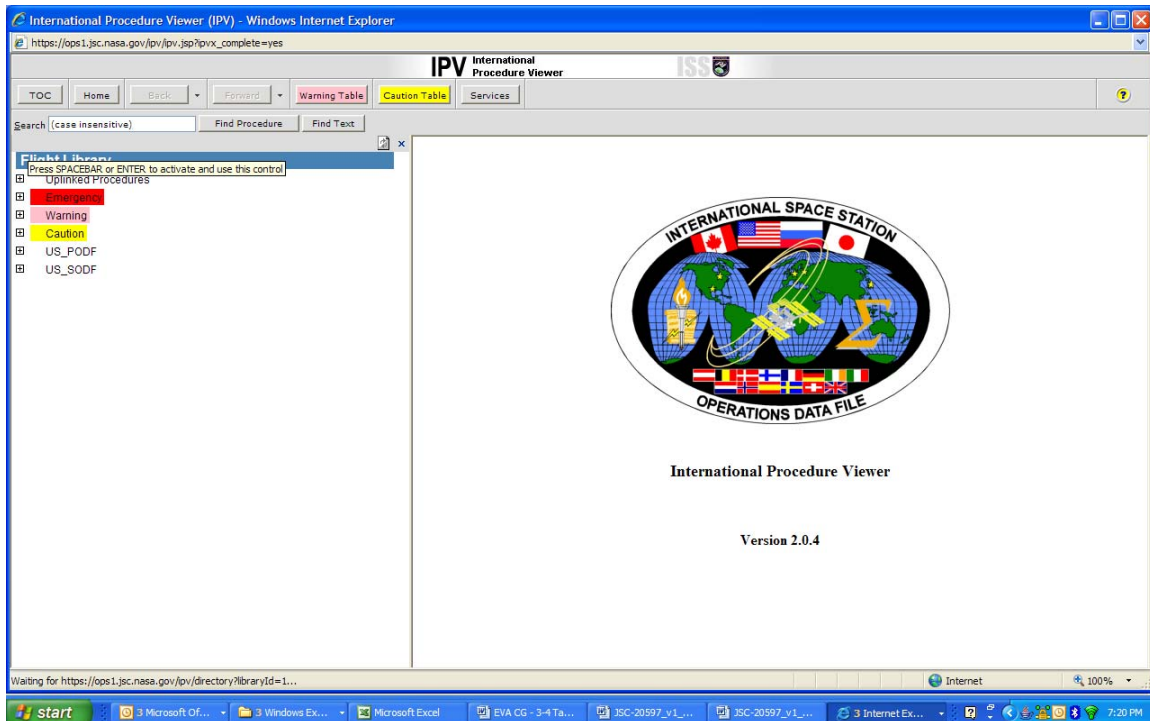 International Procedure Viewer (IPV) - Windows Internet Explorer
https://ops1.jsc.nasa.gov/ipv/ipv.jsp?ipvx_complete=yes
IPV International Procedure Viewer ISS
TOC Home Back Forward Warning Table Caution Table Services
Search (case insensitive) Find Procedure Find Text
Flight Library
Press SPACEBAR or ENTER to activate and use this control
Uplinked Procedures
Emergency
Warning
Caution
US_PODF
US_SODF
INTERNATIONAL SPACE STATION
OPERATIONS DATA FILE
International Procedure Viewer
Version 2.0.4
Waiting for https://ops1.jsc.nasa.gov/ipv/directory?libraryId=1... Internet 100%
start 3 Microsoft Of... 3 Windows Ex... Microsoft Excel EVA CG - 3-4 Ta... JSC-20597_v1_... JSC-20597_v1_... 3 Internet Ex... 7:20 PM